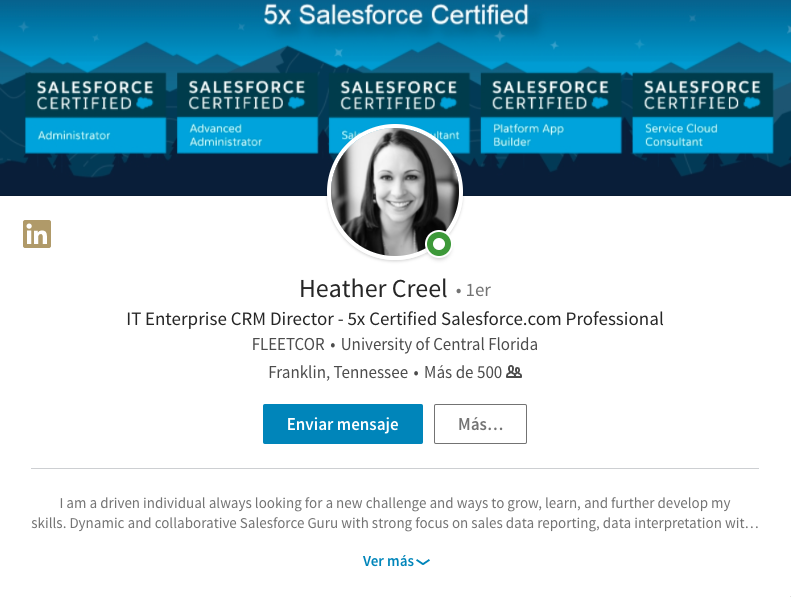 5x Salesforce Certified
SALESFORCE
CERTIFIED
Administrator
SALESFORCE
CERTIFIED
Advanced
Administrator
SALESFORCE
CERTIFIED
SALESFORCE
CERTIFIED
Platform App
Builder
SALESFORCE
CERTIFIED
Service Cloud
Consultant
in
Heather Creel • 1er
IT Enterprise CRM Director - 5x Certified Salesforce.com Professional
FLEETCOR • University of Central Florida
Franklin, Tennessee • Más de 500
Enviar mensaje
Más...
I am a driven individual always looking for a new challenge and ways to grow, learn, and further develop my
skills. Dynamic and collaborative Salesforce Guru with strong focus on sales data reporting, data interpretation wit...
Ver más